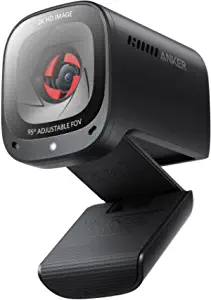 2K HD IMAGE
ANKER
95° ADJUSTABLE FOV